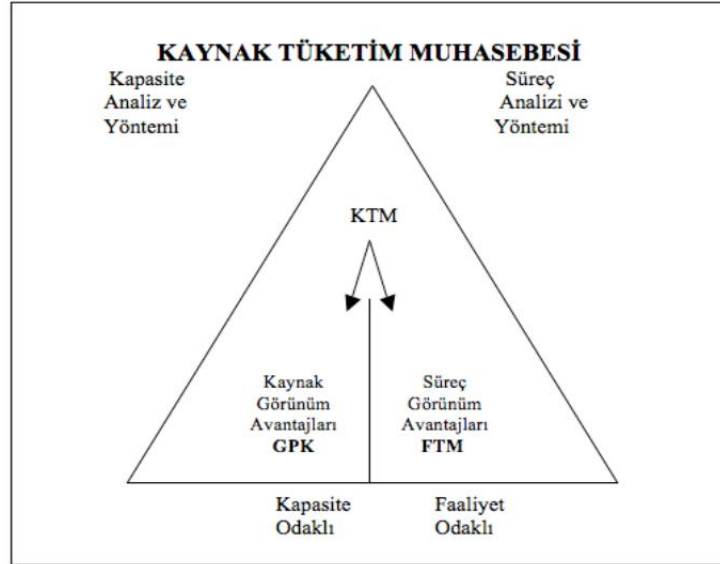 KAYNAK TÜKETİM MUHASEBESİ
Kapasite
Analiz ve
Yöntemi
Süreç
Analizi ve
Yöntemi
KTM
Kaynak
Görünüm
Avantajları
GPK
Süreç
Görünüm
Avantajları
FTM
Kapasite
Odaklı
Faaliyet
Odaklı